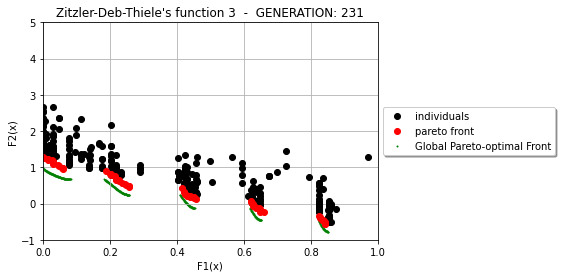 Zitzler-Deb-Thiele's function 3 - GENERATION: 231
5
4
3
2
1
0
−1
F2(x)
0.0 0.2 0.4 0.6 0.8 1.0
F1(x)
individuals
pareto front
Global Pareto-optimal Front